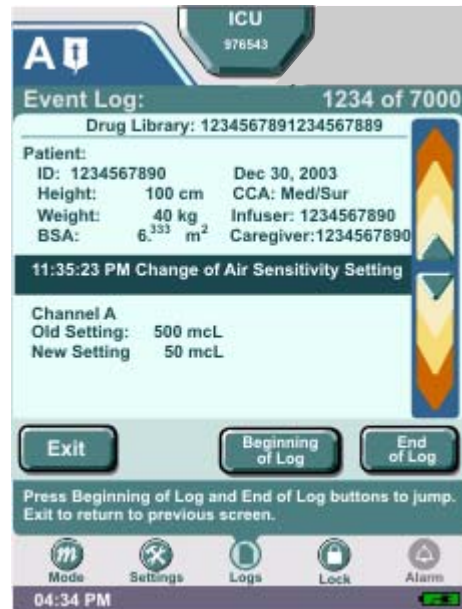 ICU
976543
A
Event Log: 1234 of 7000
Drug Library: 1234567891234567889
Patient:
ID: 1234567890 Dec 30, 2003
Height: 100 cm CCA: Med/Sur
Weight: 40 kg Infuser: 1234567890
BSA: 6.³³³ m² Caregiver:1234567890
11:35:23 PM Change of Air Sensitivity Setting
Channel A
Old Setting: 500 mcL
New Setting 50 mcL
Exit Beginning of Log End of Log
Press Beginning of Log and End of Log buttons to jump.
Exit to return to previous screen.
m
Mode Settings Logs Lock Alarm
04:34 PM